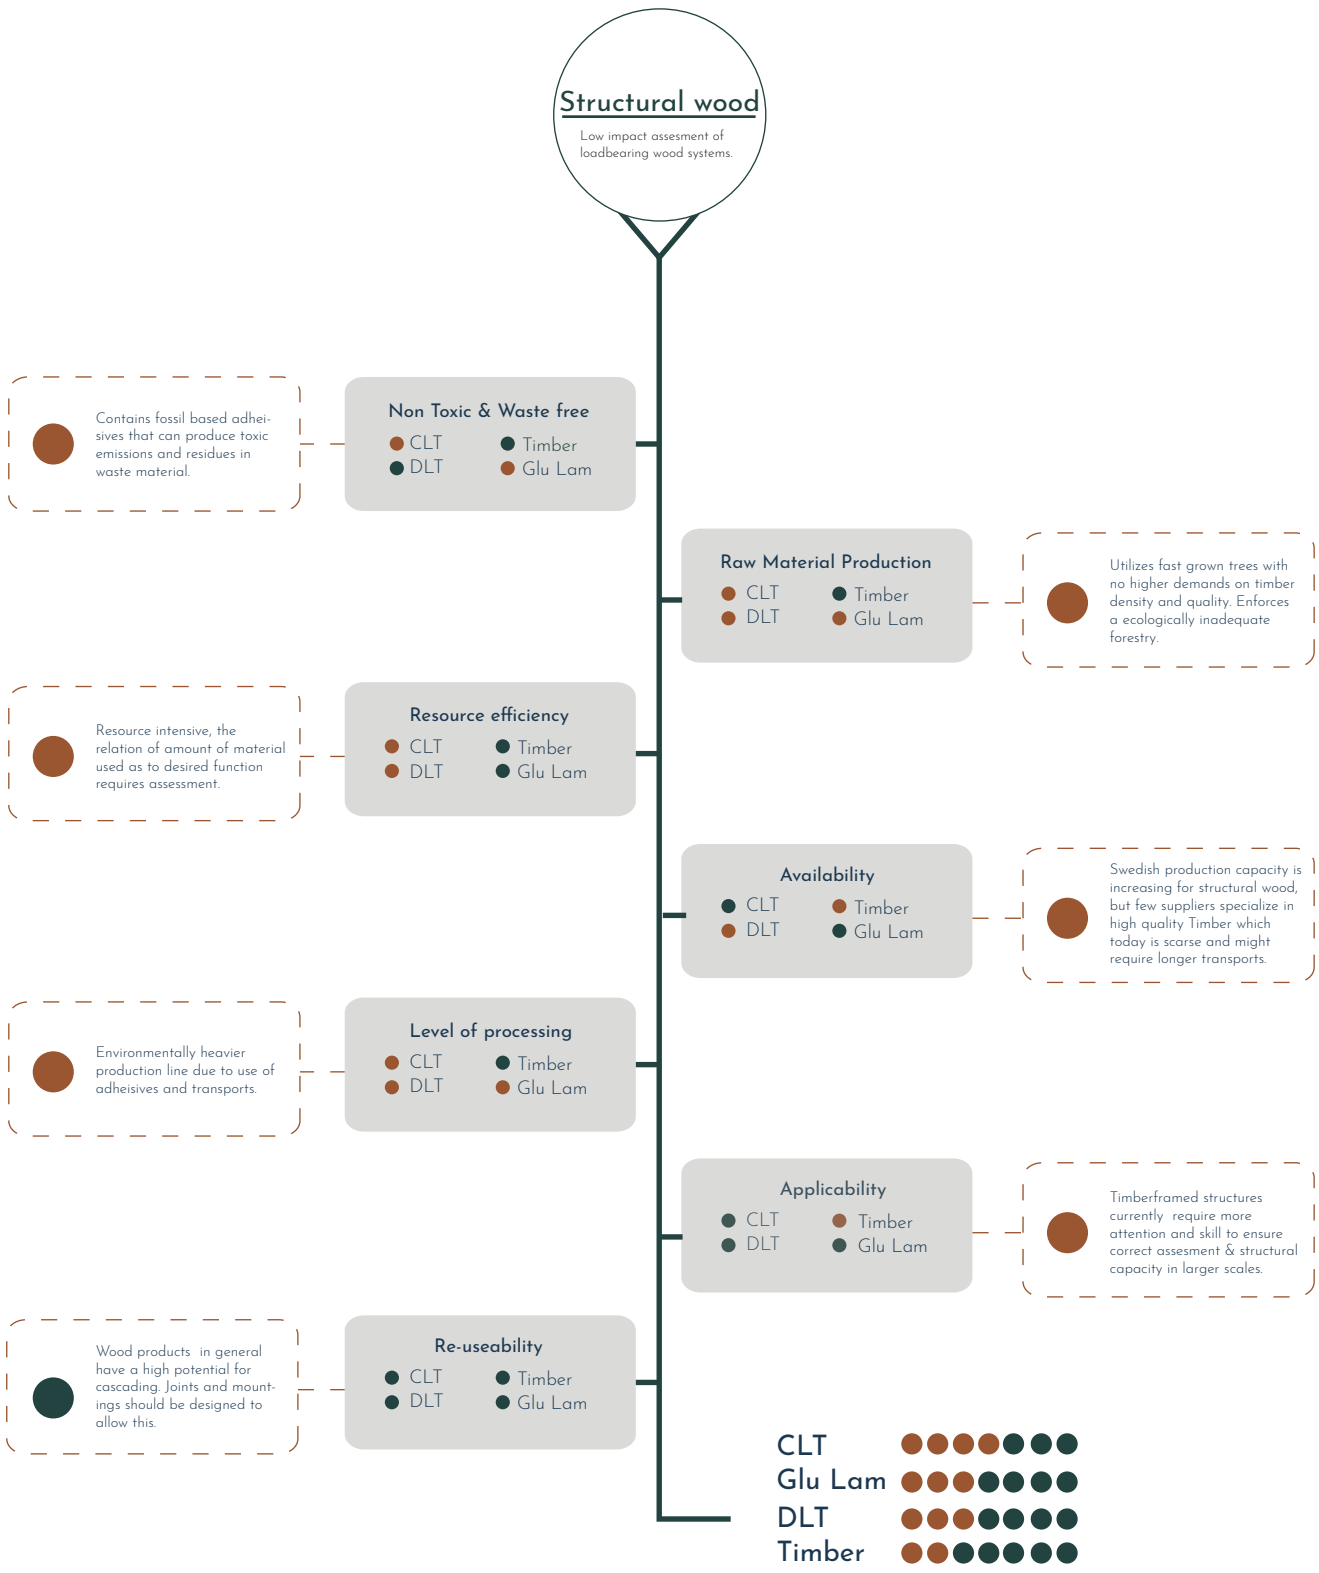 Structural wood
Low impact assesment of
loadbearing wood systems.
Non Toxic & Waste free
CLT
Timber
DLT
Glu Lam
Contains fossil based adhei-
sives that can produce toxic
emissions and residues in
waste material.
Raw Material Production
CLT
Timber
DLT
Glu Lam
Utilizes fast grown trees with
no higher demands on timber
density and quality. Enforces
a ecologically inadequate
forestry.
Resource efficiency
CLT
Timber
DLT
Glu Lam
Resource intensive, the
relation of amount of material
used as to desired function
requires assessment.
Availability
CLT
Timber
DLT
Glu Lam
Swedish production capacity is
increasing for structural wood,
but few suppliers specialize in
high quality Timber which
today is scarse and might
require longer transports.
Level of processing
CLT
Timber
DLT
Glu Lam
Environmentally heavier
production line due to use of
adheisives and transports.
Applicability
CLT
Timber
DLT
Glu Lam
Timberframed structures
currently  require more
attention and skill to ensure
correct assesment & structural
capacity in larger scales.
Re-useability
CLT
Timber
DLT
Glu Lam
Wood products  in general
have a high potential for
cascading. Joints and mount-
ings should be designed to
allow this.
CLT
Glu Lam
DLT
Timber